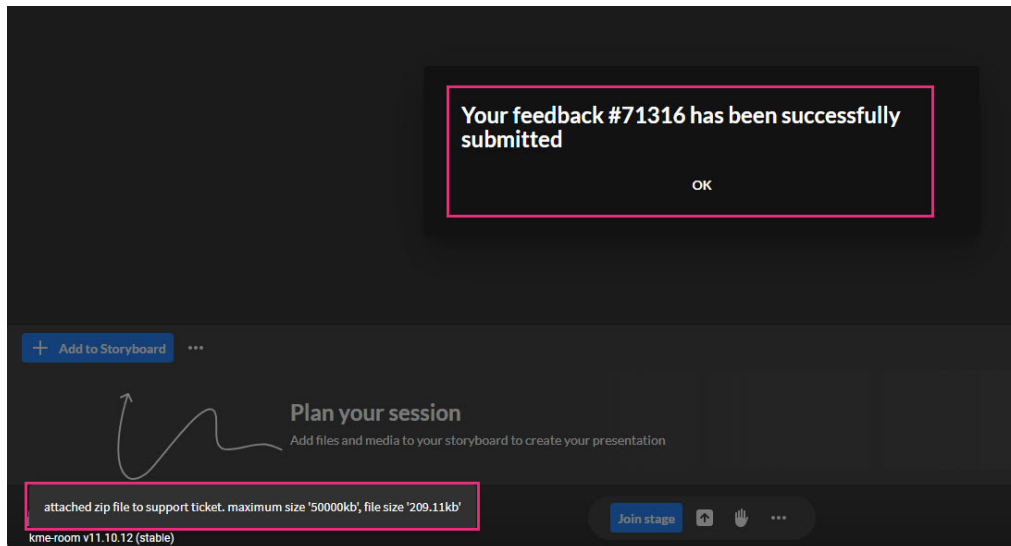 Your feedback #71316 has been successfully
submitted
OK
Add to Storyboard
Plan your session
Add files and media to your storyboard to create your presentation
attached zip file to support ticket. maximum size '50000kb', file size '209.11kb'
Join stage
kme-room v11.10.12 (stable)